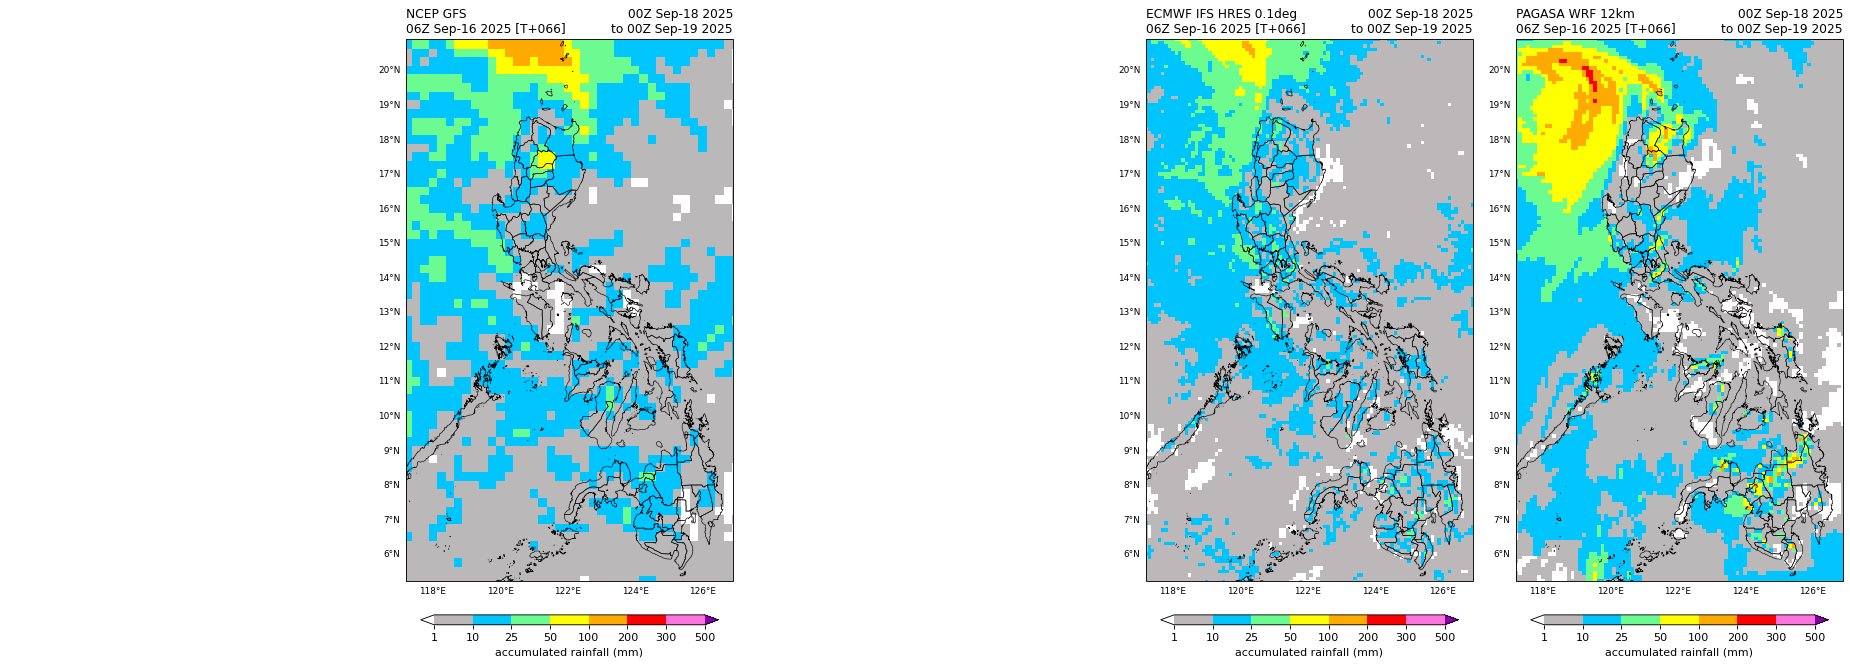 NCEP GFS 00Z Sep-18 2025
06Z Sep-16 2025 [T+066] to 00Z Sep-19 2025
20°N
19°N
18°N
17°N
16°N
15°N
14°N
13°N
12°N
11°N
10°N
9°N
8°N
7°N
6°N
118°E 120°E 122°E 124°E 126°E
1 10 25 50 100 200 300 500
accumulated rainfall (mm)
ECMWF IFS HRES 0.1deg 00Z Sep-18 2025
06Z Sep-16 2025 [T+066] to 00Z Sep-19 2025
20°N
19°N
18°N
17°N
16°N
15°N
14°N
13°N
12°N
11°N
10°N
9°N
8°N
7°N
6°N
118°E 120°E 122°E 124°E 126°E
1 10 25 50 100 200 300 500
accumulated rainfall (mm)
PAGASA WRF 12km 00Z Sep-18 2025
06Z Sep-16 2025 [T+066] to 00Z Sep-19 2025
20°N
19°N
18°N
17°N
16°N
15°N
14°N
13°N
12°N
11°N
10°N
9°N
8°N
7°N
6°N
118°E 120°E 122°E 124°E 126°E
1 10 25 50 100 200 300 500
accumulated rainfall (mm)